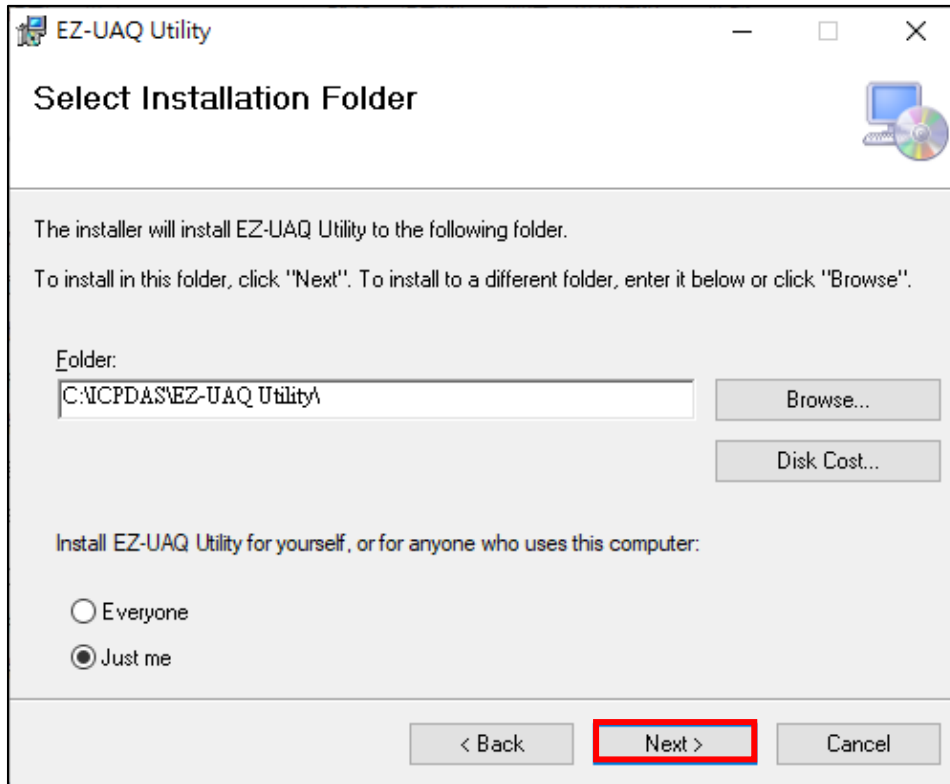 EZ-UAQ Utility
Select Installation Folder
The installer will install EZ-UAQ Utility to the following folder.
To install in this folder, click "Next". To install to a different folder, enter it below or click "Browse".
Folder:
C:\ICPDAS\EZ-UAQ Utility\
Browse...
Disk Cost...
Install EZ-UAQ Utility for yourself, or for anyone who uses this computer:
Everyone
Just me
< Back
Next >
Cancel